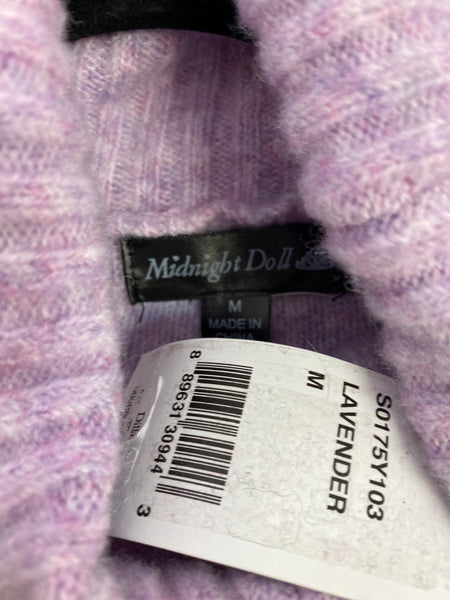 Midnight Doll
M
MADE IN
CHINA
S0175Y103
LAVENDER
M
8 89631 30944 3